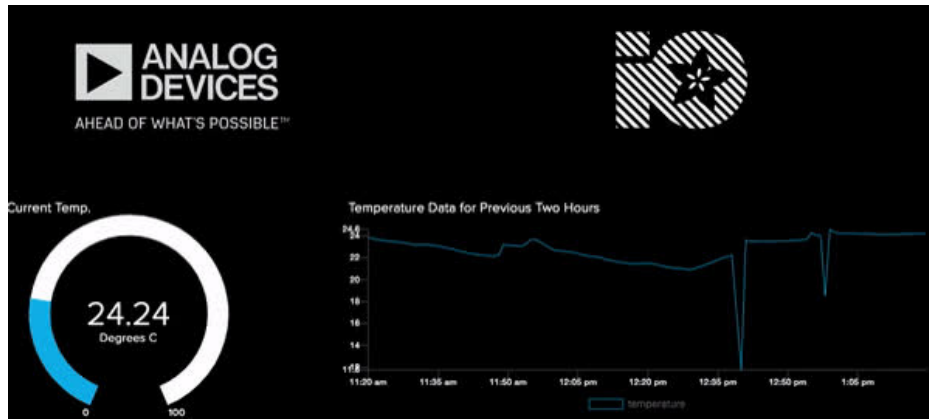 ANALOG
DEVICES
AHEAD OF WHAT'S POSSIBLE™
iO
Current Temp.
24.24
Degrees C
0
100
Temperature Data for Previous Two Hours
24
22
20
18
16
14
11:20 am
11:35 am
11:50 am
12:05 pm
12:20 pm
12:35 pm
12:50 pm
1:05 pm
temperature